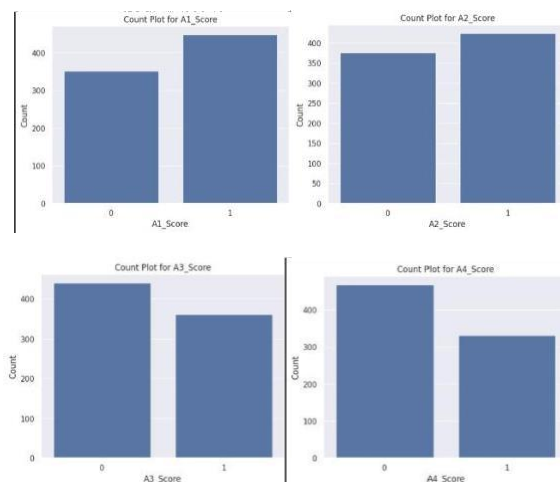 Count Plot for A1_Score
400
300
200
100
0
Count
0 1
A1_Score
Count Plot for A2_Score
400
350
300
250
200
150
100
50
0
Count
0 1
A2_Score
Count Plot for A3_Score
400
300
200
100
0
Count
0 1
A3_Score
Count Plot for A4_Score
400
300
200
100
0
Count
0 1
A4_Score